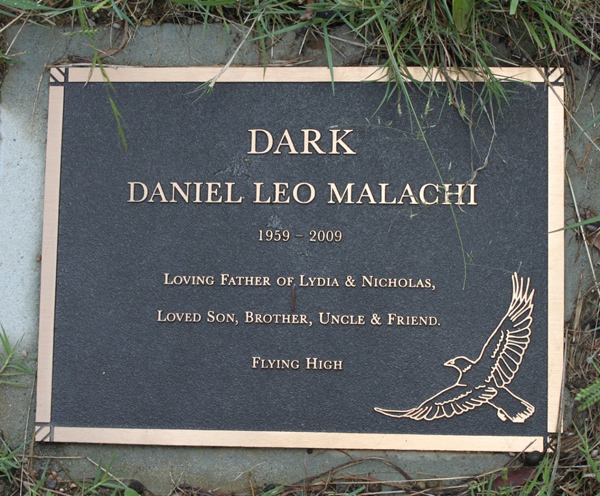 DARK
DANIEL LEO MALACHI
1959 – 2009
LOVING FATHER OF LYDIA & NICHOLAS,
LOVED SON, BROTHER, UNCLE & FRIEND.
FLYING HIGH